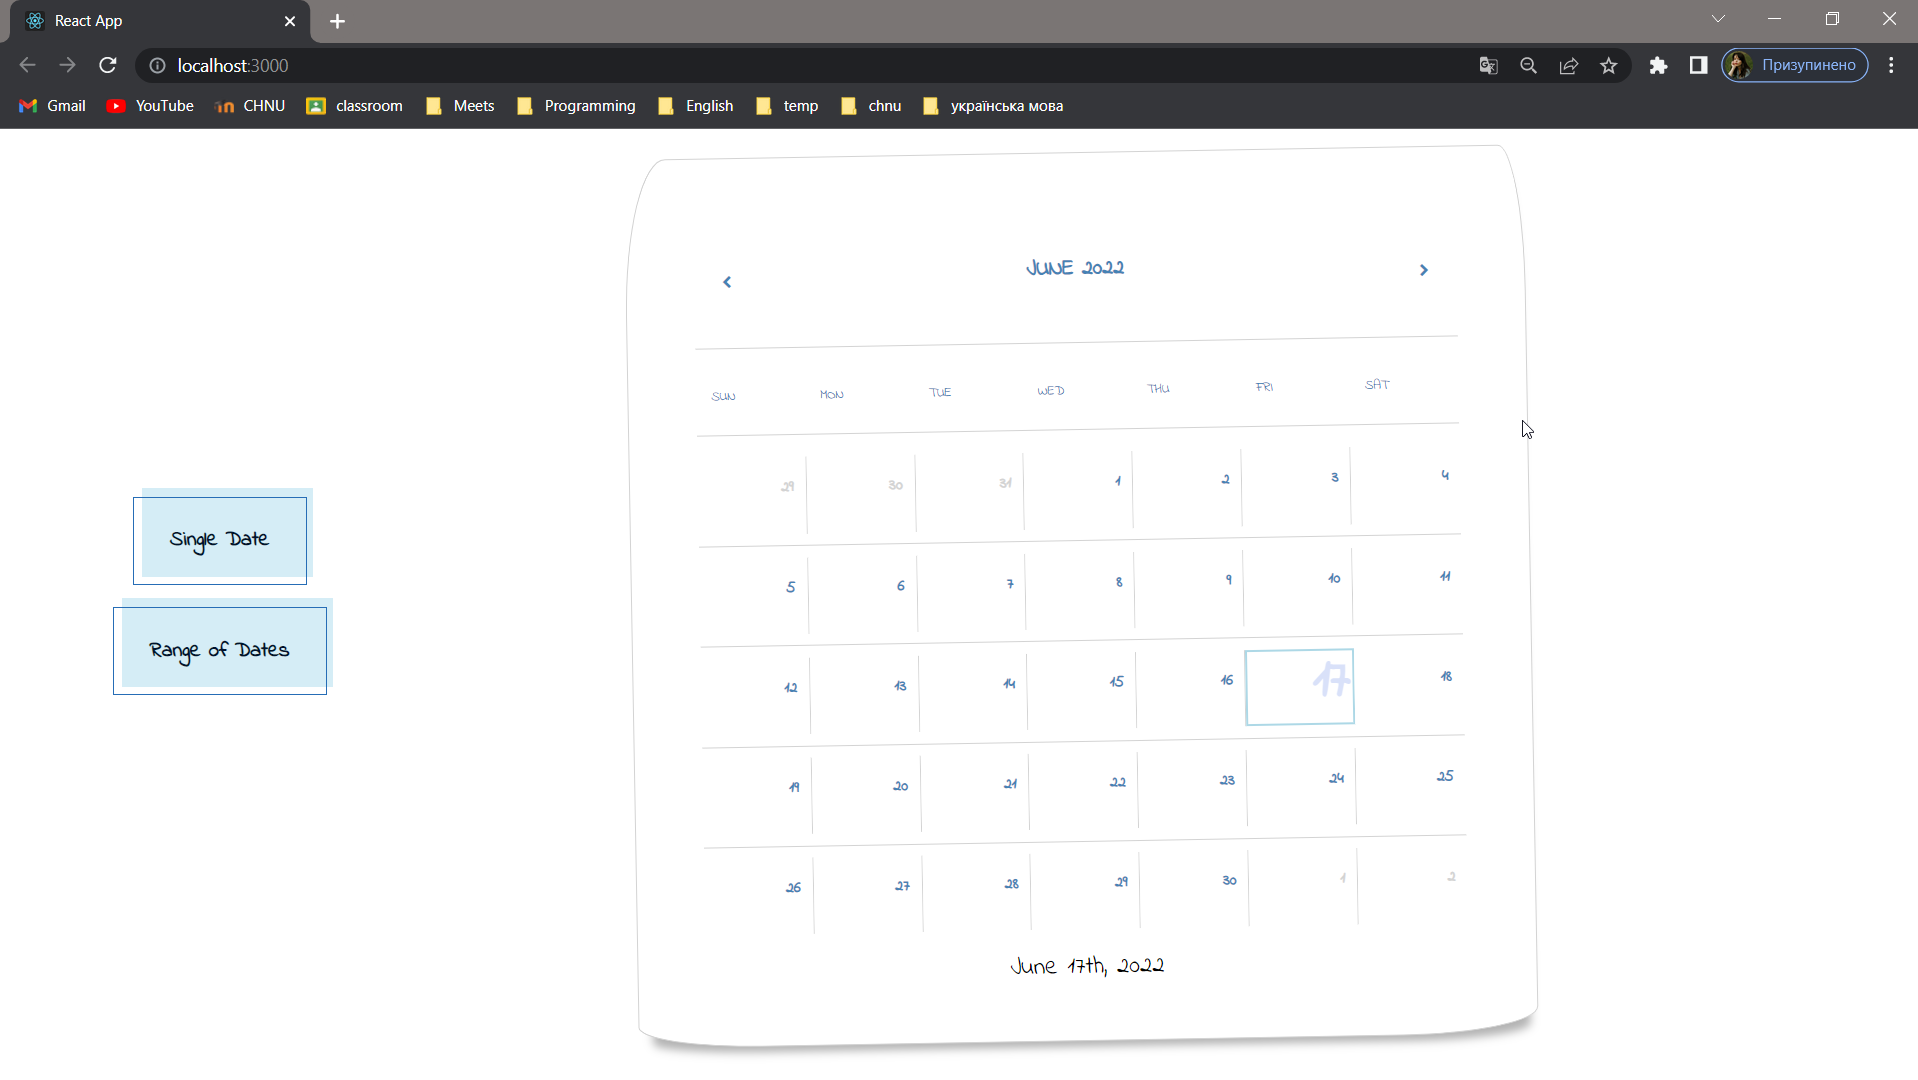 React App
localhost:3000
Призупинено
Gmail YouTube CHNU classroom Meets Programming English temp chnu українська мова
JUNE 2022
SUN MON TUE WED THU FRI SAT
29 30 31 1 2 3 4
5 6 7 8 9 10 11
12 13 14 15 16 17 18
19 20 21 22 23 24 25
26 27 28 29 30 1 2
June 17th, 2022
Single Date
Range of Dates